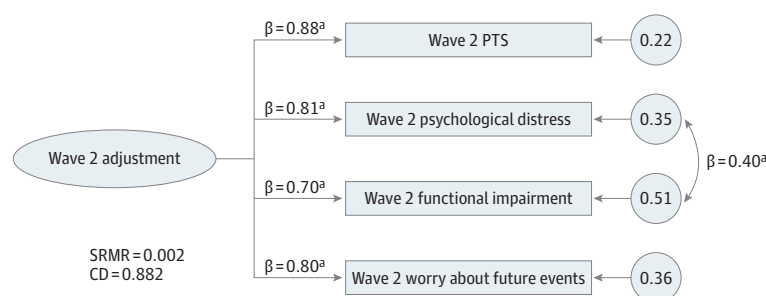 β=0.88ᵃ
Wave 2 PTS
0.22
β=0.81ᵃ
Wave 2 psychological distress
0.35
Wave 2 adjustment
β=0.40ᵃ
β=0.70ᵃ
Wave 2 functional impairment
0.51
SRMR=0.002
CD=0.882
β=0.80ᵃ
Wave 2 worry about future events
0.36